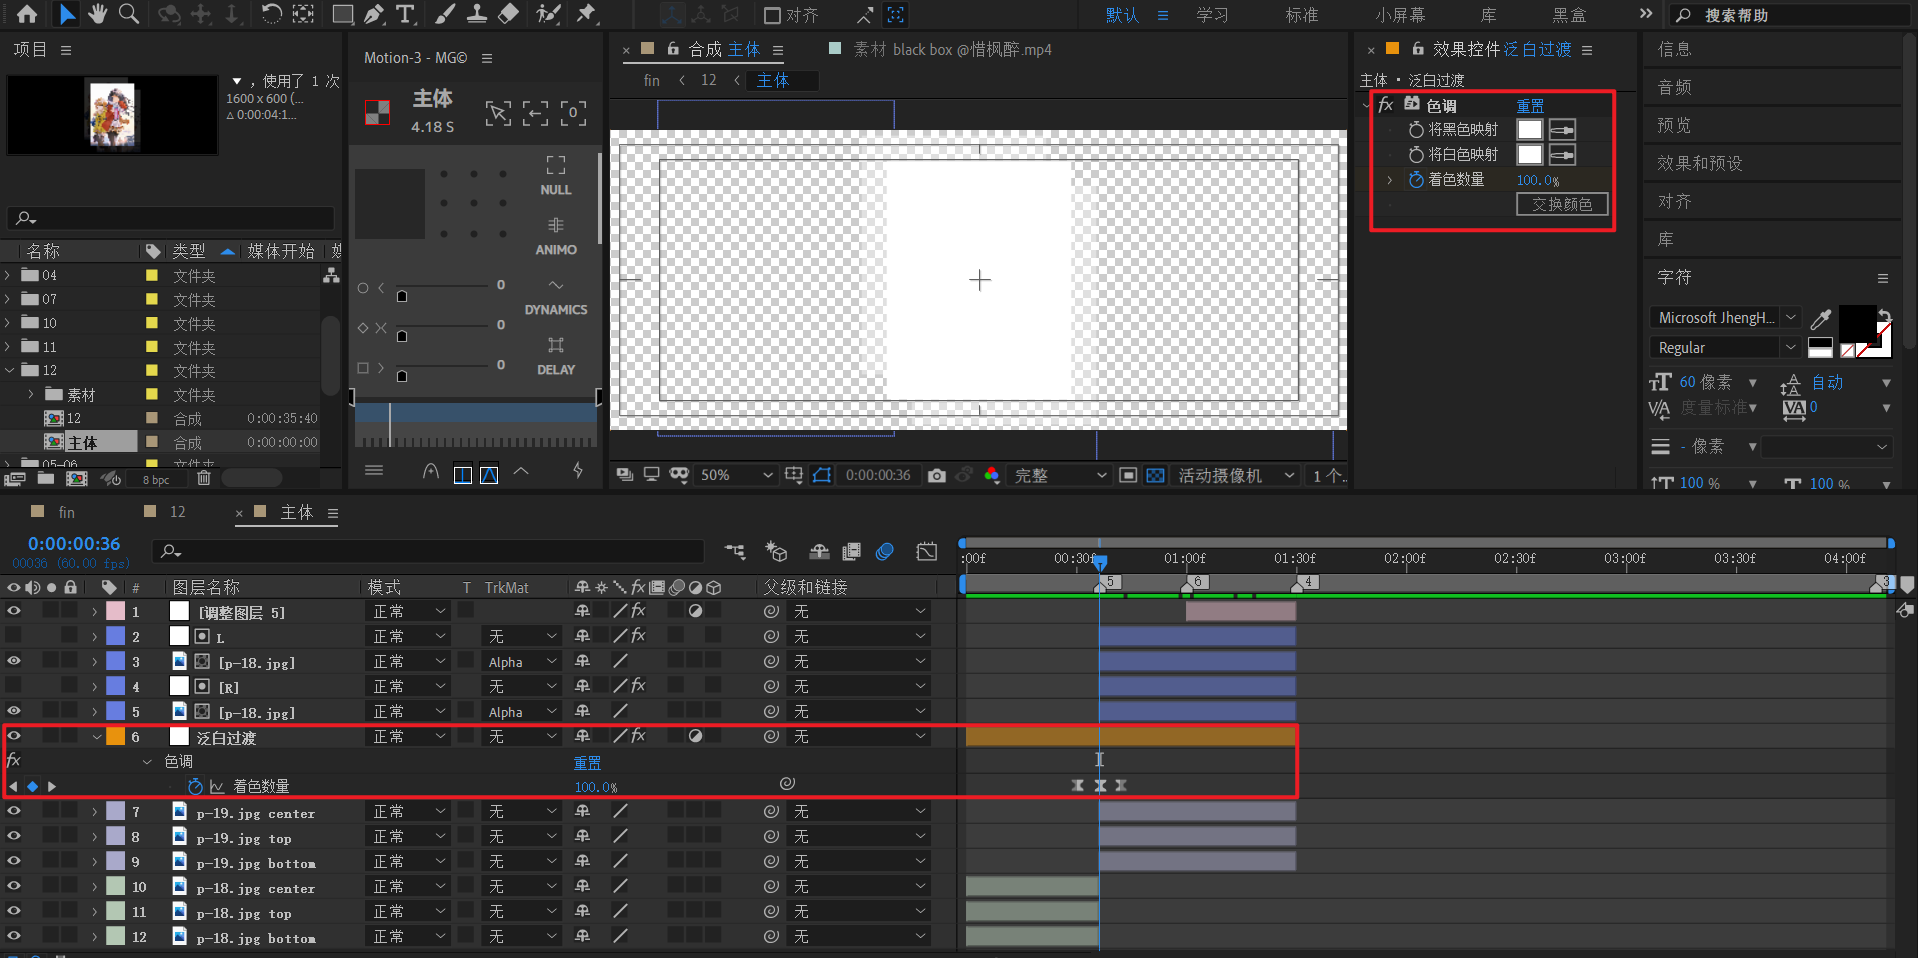 对齐
默认
学习
标准
小屏幕
库
黑盒
搜索帮助
项目
, 使用了 1 次
1600 x 600 (...
△ 0:00:04:1...
名称
类型
媒体开始
04 文件夹
07 文件夹
10 文件夹
11 文件夹
12 文件夹
素材 文件夹
12 合成 0:00:35:40
主体 合成 0:00:00:00
05-06 文件夹
8 bpc
Motion-3 - MG©
主体
4.18 S
NULL
ANIMO
0
DYNAMICS
0
DELAY
0
合成 主体
素材 black box @惜枫醉.mp4
fin < 12 < 主体
50%
0:00:00:36
完整
活动摄像机
1 个..
效果控件 泛白过渡
主体 · 泛白过渡
fx 色调 重置
将黑色映射
将白色映射
着色数量 100.0%
交换颜色
信息
音频
预览
效果和预设
对齐
库
字符
Microsoft JhengH...
Regular
60 像素
自动
度量标准
0
- 像素
100 %
100 %
fin
12
主体
0:00:00:36
00036 (60.00 fps)
:00f 00:30f 01:00f 01:30f 02:00f 02:30f 03:00f 03:30f 04:00f
5 6 4 3
# 图层名称 模式 T TrkMat 父级和链接
1 [调整图层 5] 正常 无
2 L 正常 无 无
3 [p-18.jpg] 正常 Alpha 无
4 [R] 正常 无 无
5 [p-18.jpg] 正常 Alpha 无
6 泛白过渡 正常 无 无
fx 色调 重置
着色数量 100.0%
7 p-19.jpg center 正常 无 无
8 p-19.jpg top 正常 无 无
9 p-19.jpg bottom 正常 无 无
10 p-18.jpg center 正常 无 无
11 p-18.jpg top 正常 无 无
12 p-18.jpg bottom 正常 无 无